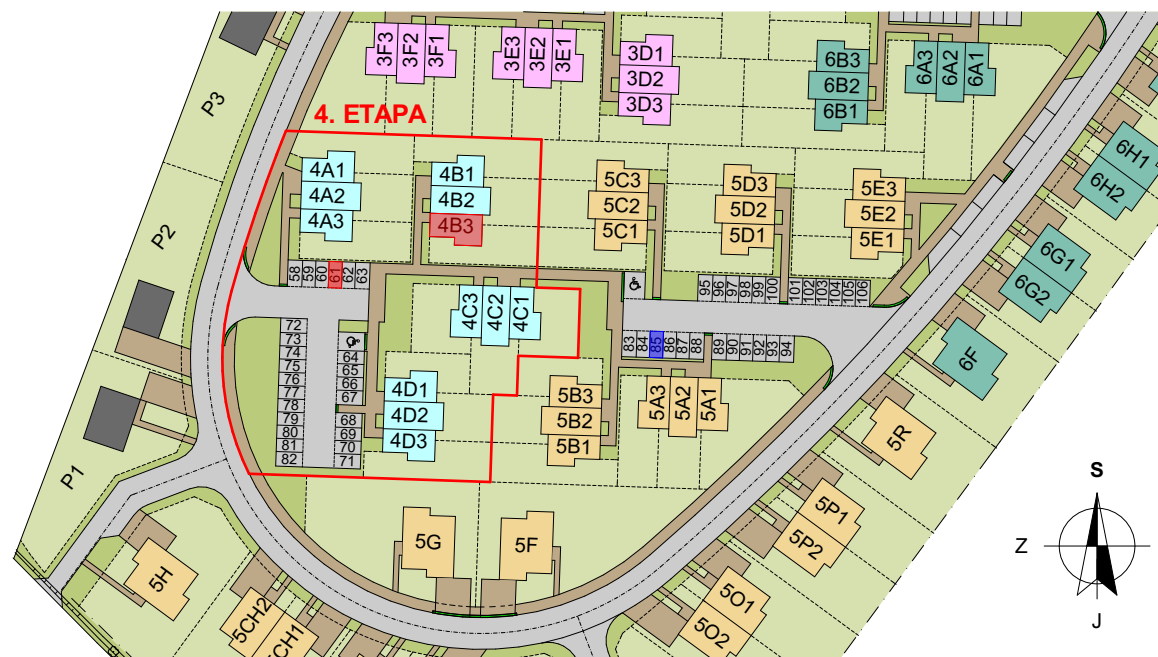 3F3
3F2
3F1
3E3
3E2
3E1
3D1
3D2
3D3
6B3
6B2
6B1
6A3
6A2
6A1
P3
4. ETAPA
4A1
4A2
4A3
4B1
4B2
4B3
5C3
5C2
5C1
5D3
5D2
5D1
5E3
5E2
5E1
6H1
6H2
6G1
6G2
P2
58
59
60
61
62
63
95
96
97
98
99
100
101
102
103
104
105
106
4C3
4C2
4C1
72
73
74
75
76
77
78
79
80
81
82
64
65
66
67
68
69
70
71
83
84
85
86
87
88
89
90
91
92
93
94
6F
4D1
4D2
4D3
5B3
5B2
5B1
5A3
5A2
5A1
5R
P1
5P1
5P2
5G
5F
5H
5CH2
5CH1
5O1
5O2
S
Z
J